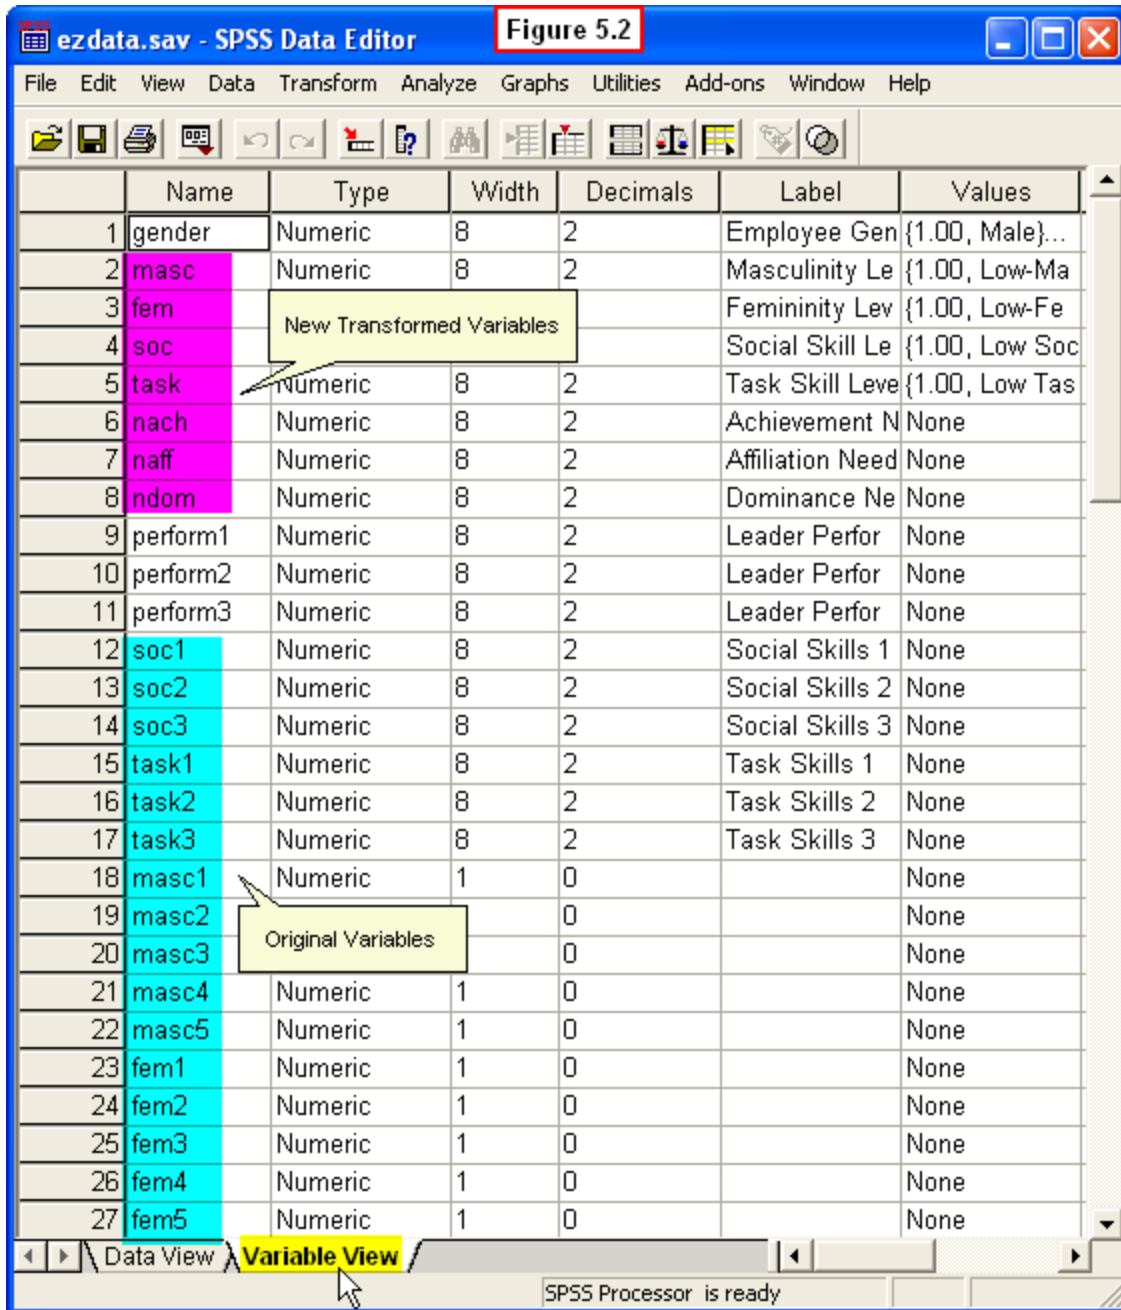 Figure 5.2
SPSS
ezdata.sav - SPSS Data Editor
File Edit View Data Transform Analyze Graphs Utilities Add-ons Window Help
Name Type Width Decimals Label Values
1 gender Numeric 8 2 Employee Gen {1.00, Male}...
2 masc Numeric 8 2 Masculinity Le {1.00, Low-Ma
3 fem Femininity Lev {1.00, Low-Fe
New Transformed Variables
4 soc Social Skill Le {1.00, Low Soc
5 task Numeric 8 2 Task Skill Leve {1.00, Low Tas
6 nach Numeric 8 2 Achievement N None
7 naff Numeric 8 2 Affiliation Need None
8 ndom Numeric 8 2 Dominance Ne None
9 perform1 Numeric 8 2 Leader Perfor None
10 perform2 Numeric 8 2 Leader Perfor None
11 perform3 Numeric 8 2 Leader Perfor None
12 soc1 Numeric 8 2 Social Skills 1 None
13 soc2 Numeric 8 2 Social Skills 2 None
14 soc3 Numeric 8 2 Social Skills 3 None
15 task1 Numeric 8 2 Task Skills 1 None
16 task2 Numeric 8 2 Task Skills 2 None
17 task3 Numeric 8 2 Task Skills 3 None
18 masc1 Numeric 1 0 None
19 masc2 0 None
Original Variables
20 masc3 0 None
21 masc4 Numeric 1 0 None
22 masc5 Numeric 1 0 None
23 fem1 Numeric 1 0 None
24 fem2 Numeric 1 0 None
25 fem3 Numeric 1 0 None
26 fem4 Numeric 1 0 None
27 fem5 Numeric 1 0 None
Data View Variable View
SPSS Processor is ready